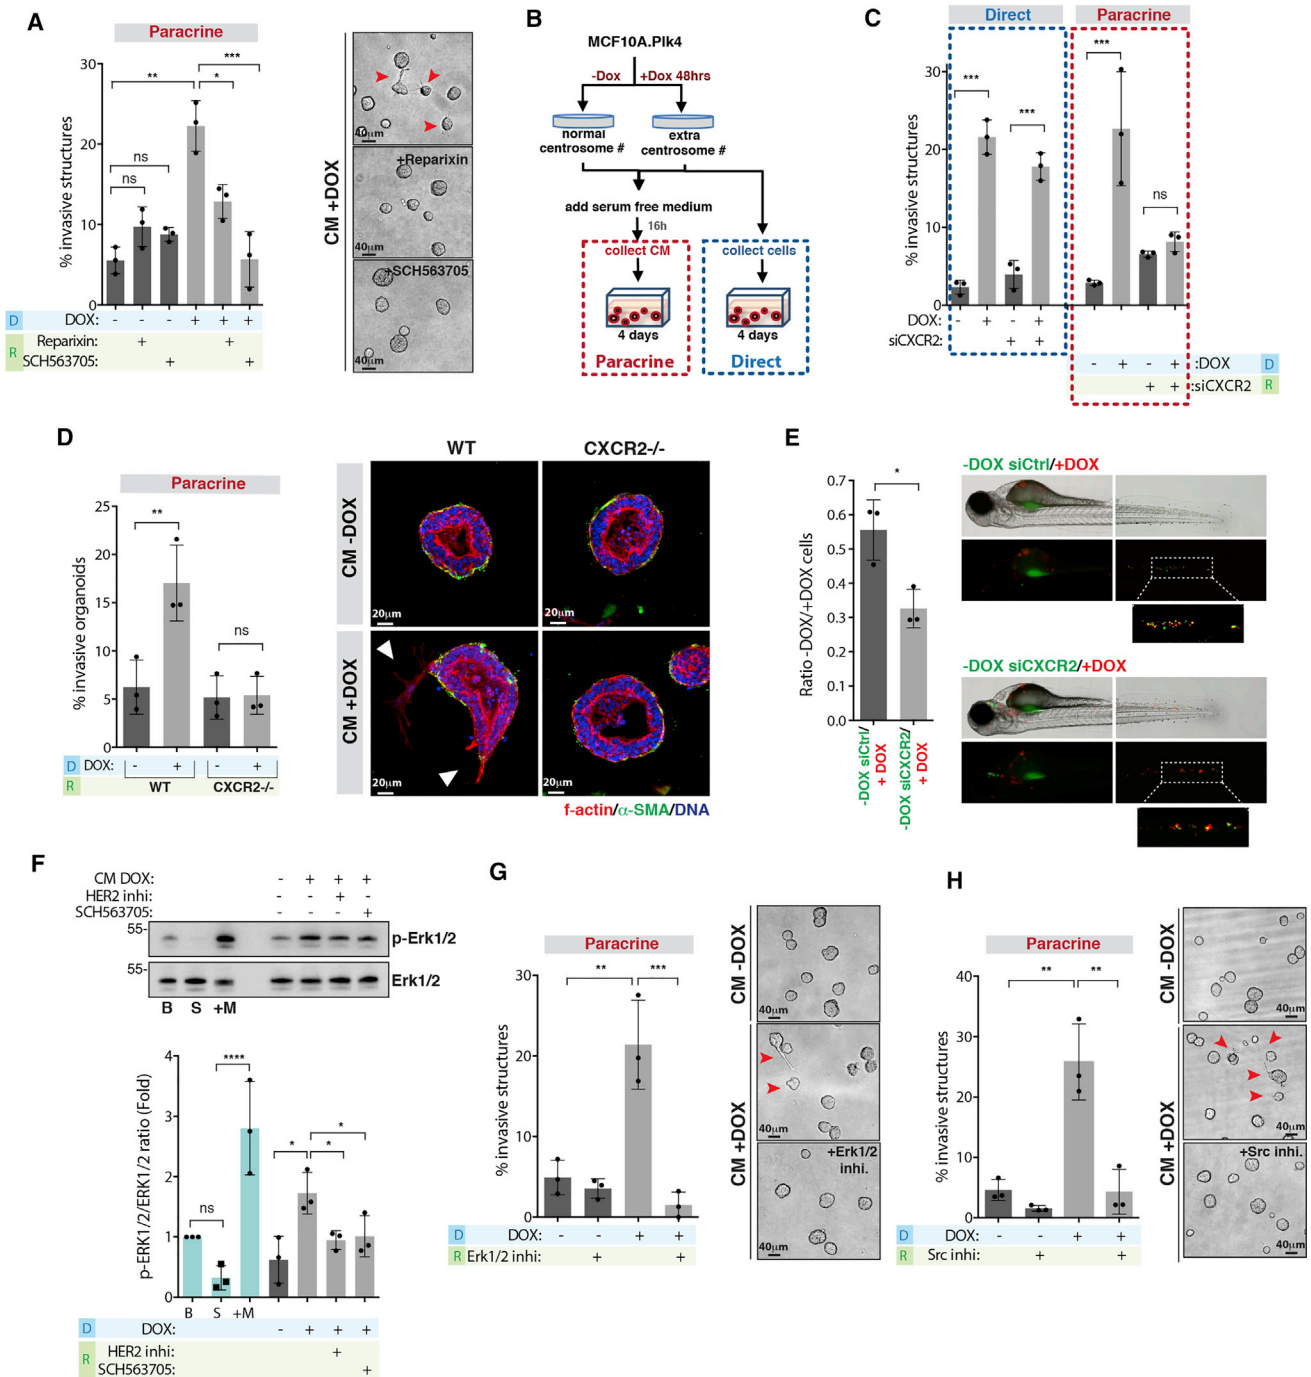 A
Paracrine
***
**
*
ns
ns
% invasive structures
30
20
10
0
D DOX: - - - + + +
R Reparixin: + +
SCH563705: + +
CM +DOX
40μm
+Reparixin
40μm
+SCH563705
40μm
B
MCF10A.Plk4
-Dox +Dox 48hrs
normal centrosome #
extra centrosome #
add serum free medium
16h
collect CM
collect cells
4 days
4 days
Paracrine
Direct
C
Direct
Paracrine
***
***
***
ns
% invasive structures
30
20
10
0
DOX: - + - +
siCXCR2: + +
- + - + :DOX D
+ + :siCXCR2 R
D
Paracrine
**
ns
% invasive organoids
25
20
15
10
5
0
D DOX: - + - +
R WT CXCR2-/-
WT
CXCR2-/-
CM -DOX
CM +DOX
20μm
20μm
20μm
20μm
f-actin/α-SMA/DNA
E
*
Ratio -DOX/+DOX cells
0.7
0.6
0.5
0.4
0.3
0.2
0.1
0.0
-DOX siCtrl/
+ DOX
-DOX siCXCR2/
+ DOX
-DOX siCtrl/+DOX
-DOX siCXCR2/+DOX
F
CM DOX: - + + +
HER2 inhi: - - + -
SCH563705: - - +
55-
p-Erk1/2
55-
Erk1/2
B S +M
p-ERK1/2/ERK1/2 ratio (Fold)
4
3
2
1
0
****
ns
*
*
*
B S +M
D DOX: - + + +
R HER2 inhi: +
SCH563705: +
G
Paracrine
**
***
% invasive structures
30
20
10
0
D DOX: - - + +
R Erk1/2 inhi: + +
CM -DOX
CM +DOX
40μm
40μm
+Erk1/2
inhi.
40μm
H
Paracrine
**
**
% invasive structures
40
30
20
10
0
D DOX: - - + +
R Src inhi: + +
CM -DOX
CM +DOX
40μm
40μm
+Src inhi.
40μm